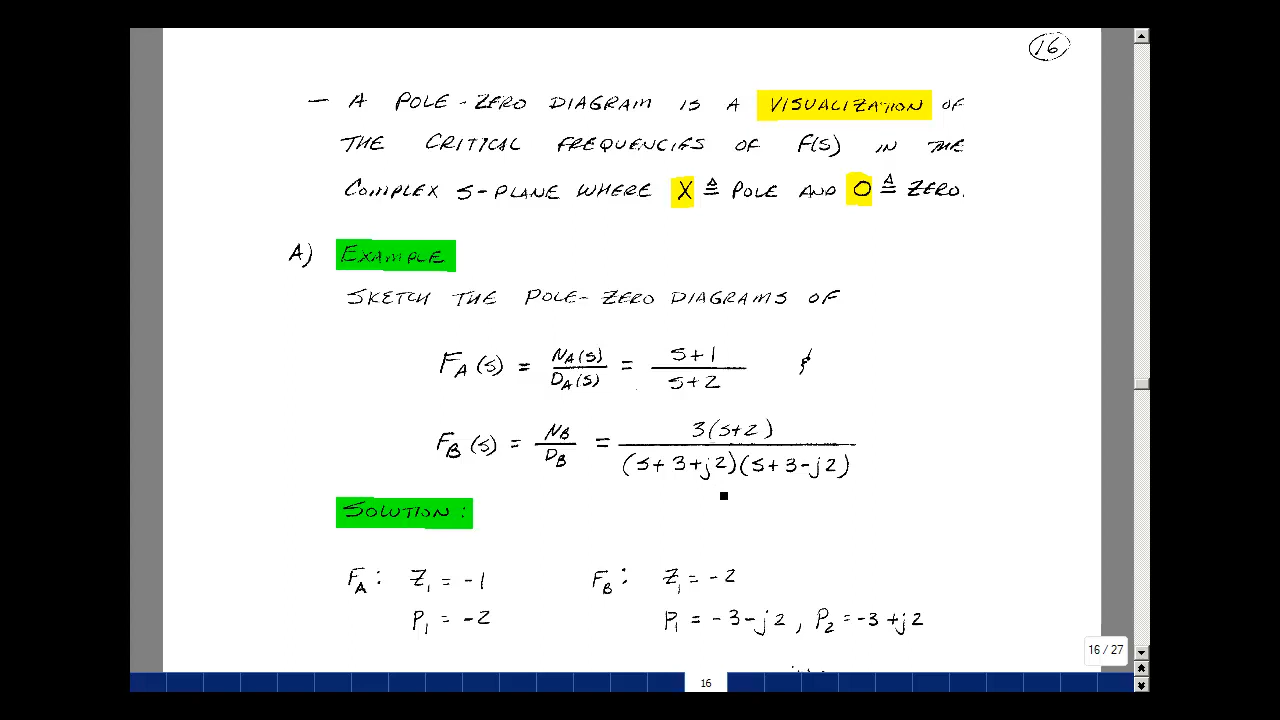 16
— A POLE-ZERO DIAGRAM IS A VISUALIZATION OF
THE CRITICAL FREQUENCIES OF F(S) IN THE
COMPLEX S-PLANE WHERE X ≜ POLE AND O ≜ ZERO.
A) EXAMPLE
SKETCH THE POLE-ZERO DIAGRAMS OF
F_A(s) = N_A(s)/D_A(s) = (s+1)/(s+2) &
F_B(s) = N_B/D_B = 3(s+2)/((s+3+j2)(s+3-j2))
SOLUTION:
F_A: Z_1 = -1 F_B: Z_1 = -2
P_1 = -2 P_1 = -3-j2, P_2 = -3+j2
16 / 27
16